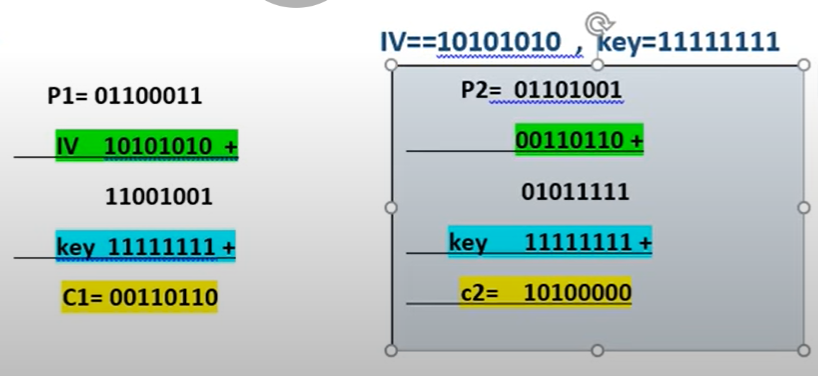 IV==10101010 , key=11111111
P1= 01100011
IV 10101010 +
11001001
key 11111111 +
C1= 00110110
P2= 01101001
00110110 +
01011111
key 11111111 +
c2= 10100000